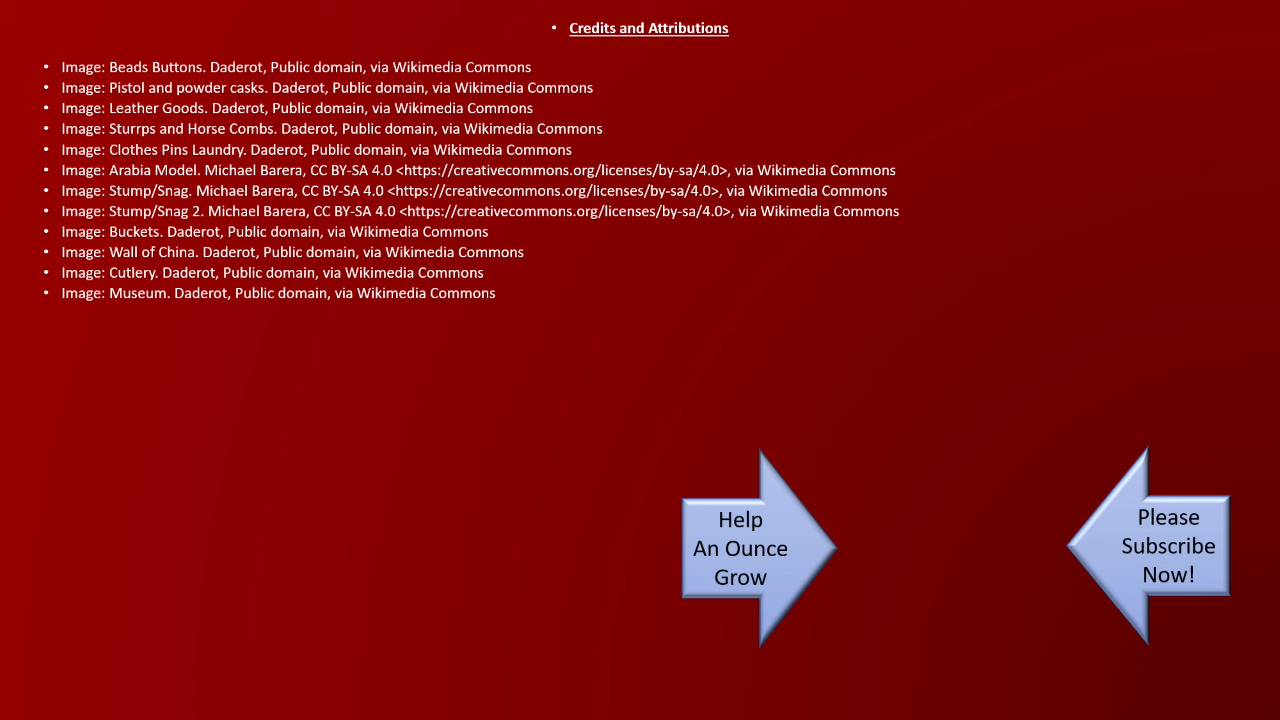 • Credits and Attributions
• Image: Beads Buttons. Daderot, Public domain, via Wikimedia Commons
• Image: Pistol and powder casks. Daderot, Public domain, via Wikimedia Commons
• Image: Leather Goods. Daderot, Public domain, via Wikimedia Commons
• Image: Sturrps and Horse Combs. Daderot, Public domain, via Wikimedia Commons
• Image: Clothes Pins Laundry. Daderot, Public domain, via Wikimedia Commons
• Image: Arabia Model. Michael Barera, CC BY-SA 4.0 <https://creativecommons.org/licenses/by-sa/4.0>, via Wikimedia Commons
• Image: Stump/Snag. Michael Barera, CC BY-SA 4.0 <https://creativecommons.org/licenses/by-sa/4.0>, via Wikimedia Commons
• Image: Stump/Snag 2. Michael Barera, CC BY-SA 4.0 <https://creativecommons.org/licenses/by-sa/4.0>, via Wikimedia Commons
• Image: Buckets. Daderot, Public domain, via Wikimedia Commons
• Image: Wall of China. Daderot, Public domain, via Wikimedia Commons
• Image: Cutlery. Daderot, Public domain, via Wikimedia Commons
• Image: Museum. Daderot, Public domain, via Wikimedia Commons
Help
An Ounce
Grow
Please
Subscribe
Now!